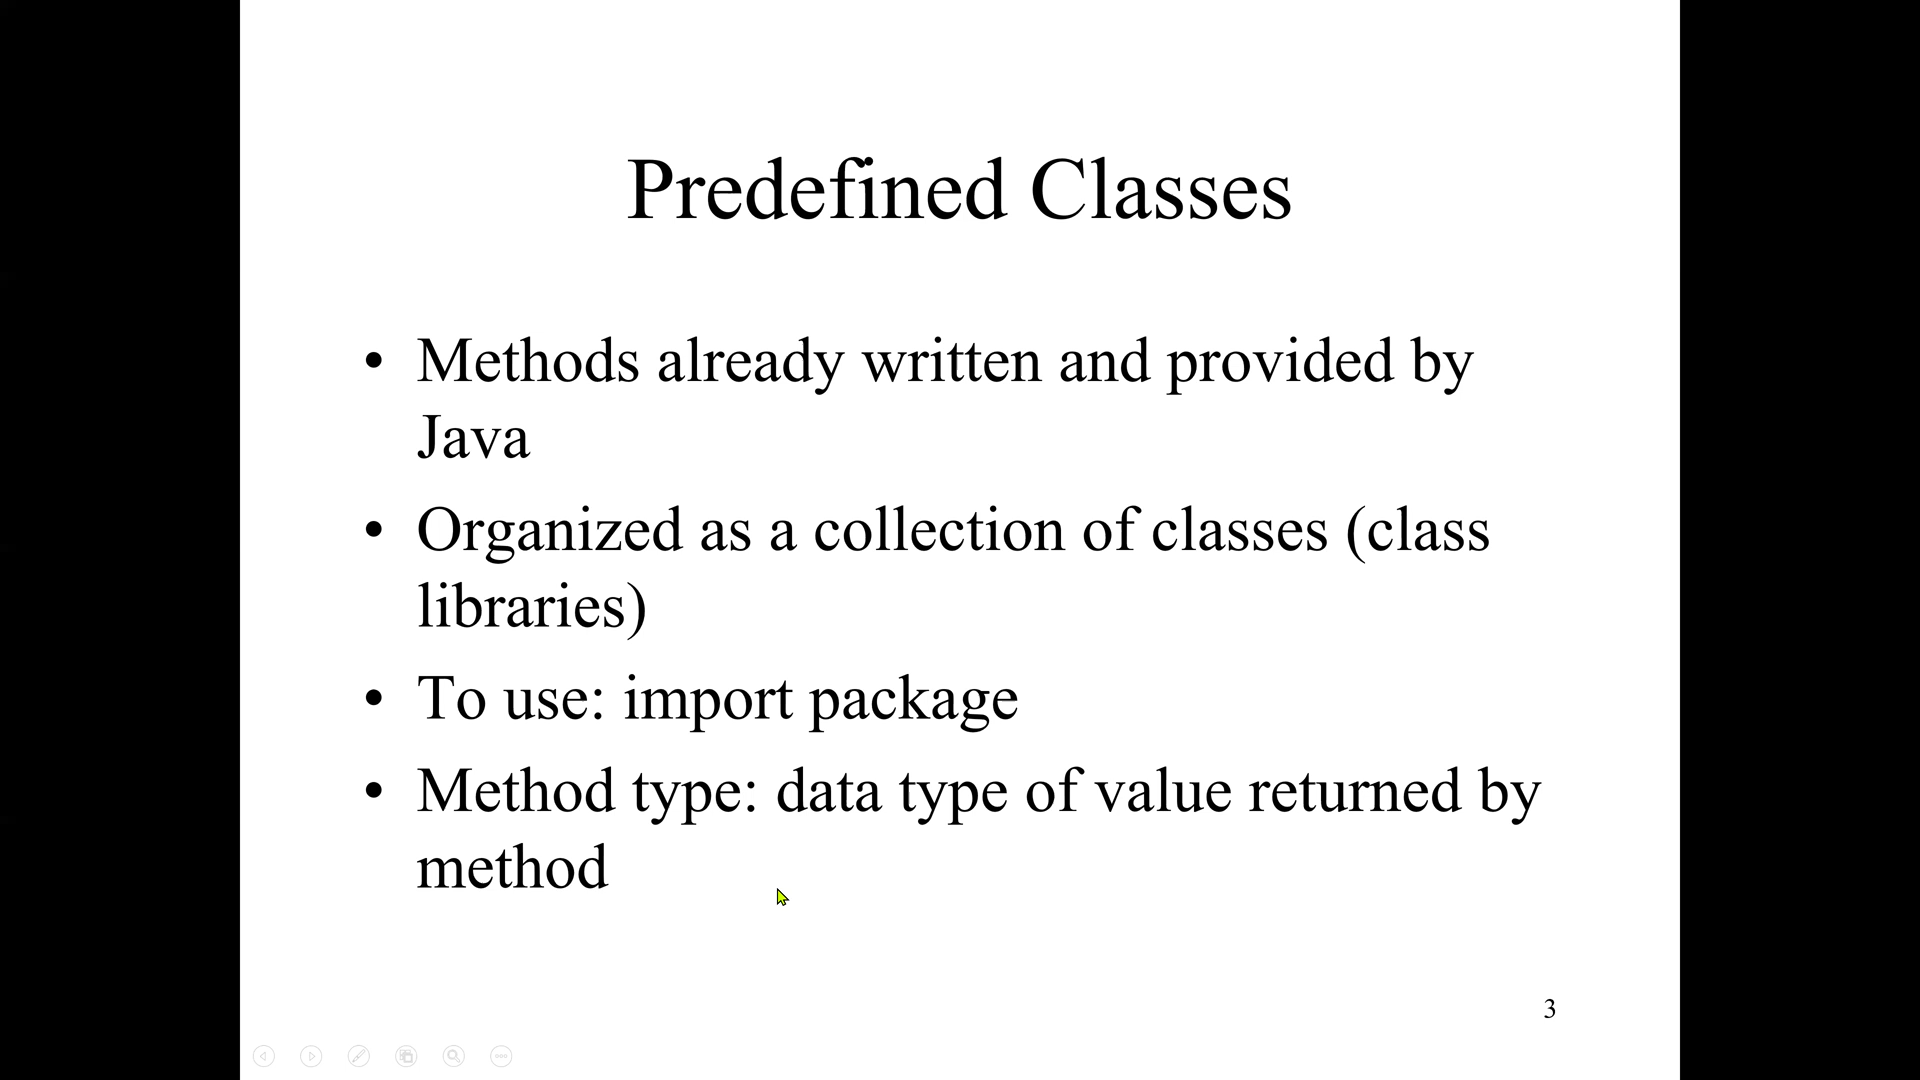 Predefined Classes
• Methods already written and provided by
Java
• Organized as a collection of classes (class
libraries)
• To use: import package
• Method type: data type of value returned by
method
3